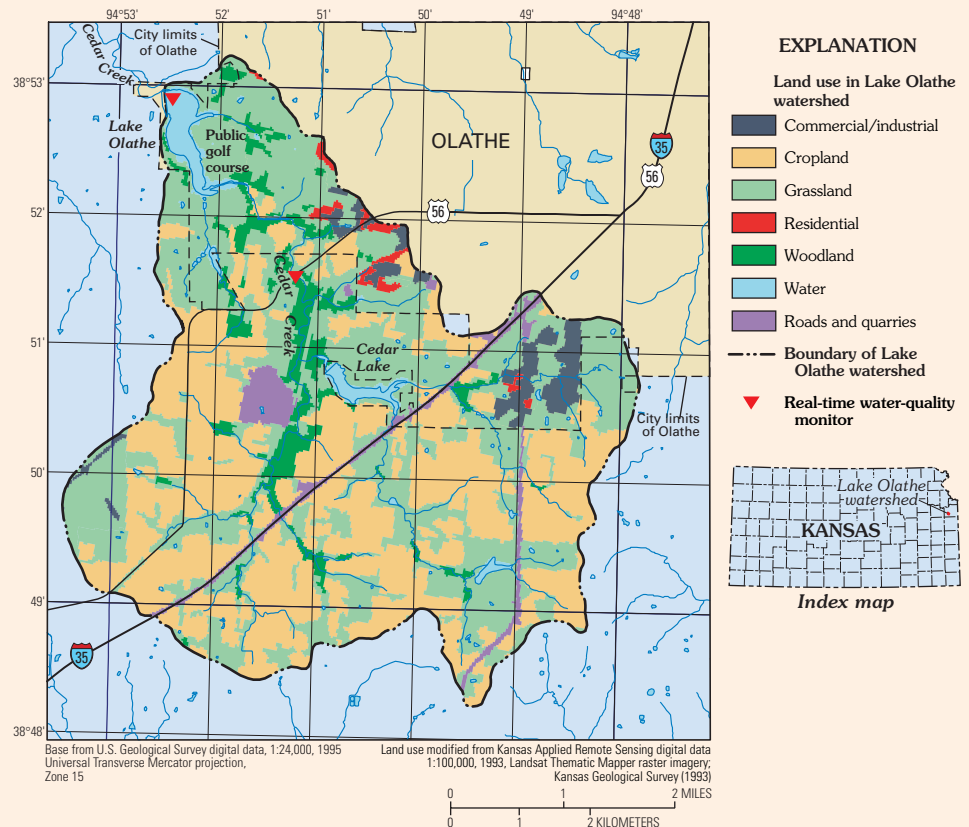 94°53'
52'
51'
50'
49'
94°48'
38°53'
52'
51'
50'
49'
38°48'
Cedar
Creek
City limits
of Olathe
Lake
Olathe
Public
golf
course
OLATHE
35
56
56
Cedar
Creek
Cedar
Lake
City limits
of Olathe
35
Base from U.S. Geological Survey digital data, 1:24,000, 1995
Universal Transverse Mercator projection,
Zone 15
Land use modified from Kansas Applied Remote Sensing digital data
1:100,000, 1993, Landsat Thematic Mapper raster imagery;
Kansas Geological Survey (1993)
0 1 2 MILES
0 1 2 KILOMETERS
EXPLANATION
Land use in Lake Olathe
watershed
Commercial/industrial
Cropland
Grassland
Residential
Woodland
Water
Roads and quarries
Boundary of Lake
Olathe watershed
Real-time water-quality
monitor
Lake Olathe
watershed
KANSAS
Index map